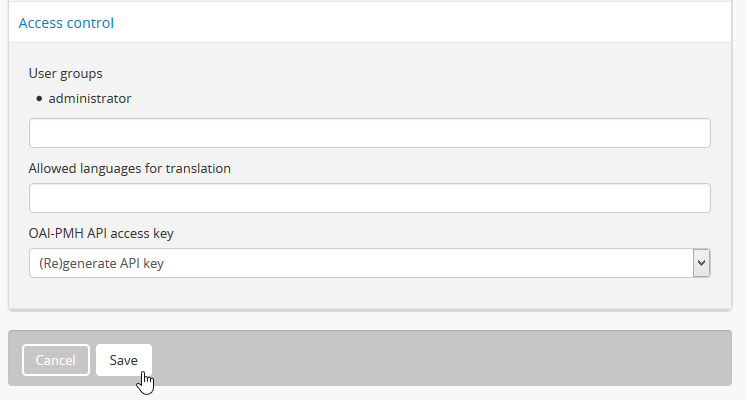 Access control
User groups
administrator
Allowed languages for translation
OAI-PMH API access key
(Re)generate API key
Cancel
Save